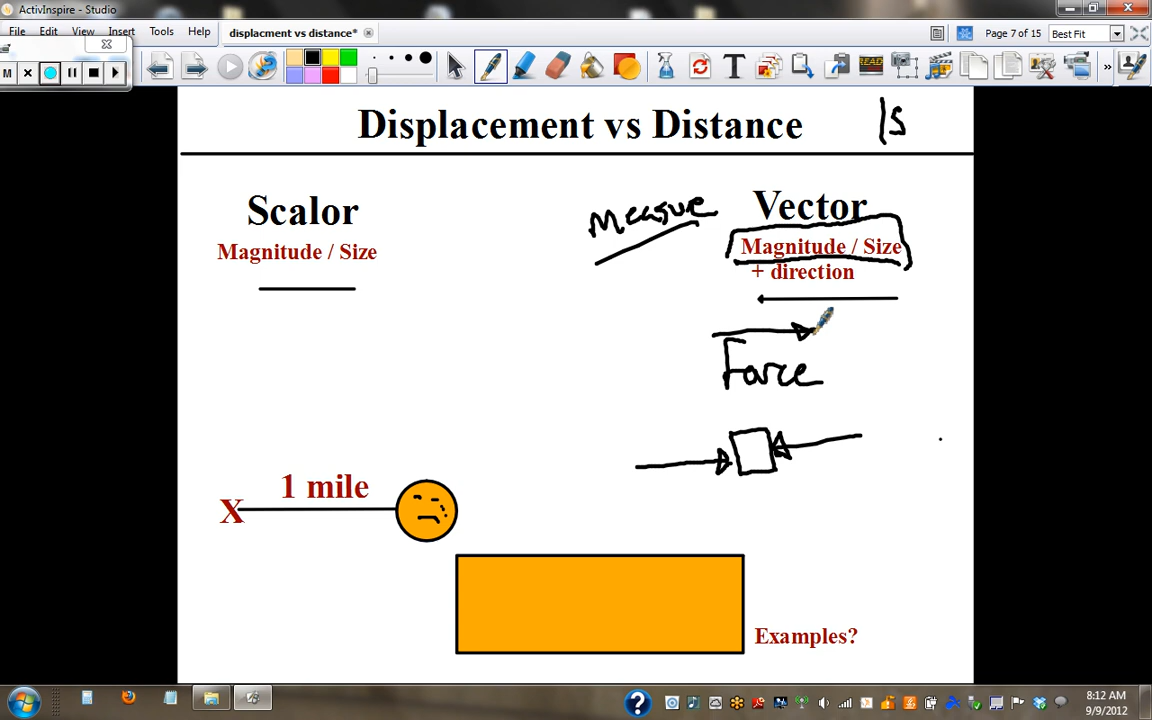 ActivInspire - Studio
File Edit View Insert Tools Help
displacment vs distance*
Page 7 of 15 Best Fit
M
READ
Displacement vs Distance
Scalor
Magnitude / Size
Measure
Vector
Magnitude / Size
+ direction
Force
1 mile
X
Examples?
8:12 AM
9/9/2012